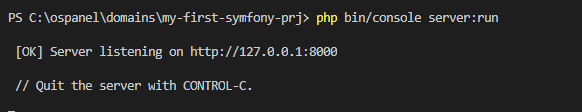 PS C:\ospanel\domains\my-first-symfony-prj> php bin/console server:run
[OK] Server listening on http://127.0.0.1:8000
// Quit the server with CONTROL-C.